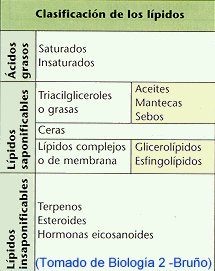 Clasificación de los lípidos
Ácidos
grasos
Saturados
Insaturados
Lípidos
saponificables
Triacilgliceroles
o grasas
Aceites
Mantecas
Sebos
Ceras
Lípidos complejos
o de membrana
Glicerolípidos
Esfingolípidos
Lípidos
insaponificables
Terpenos
Esteroides
Hormonas eicosanoides
(Tomado de Biología 2 -Bruño)